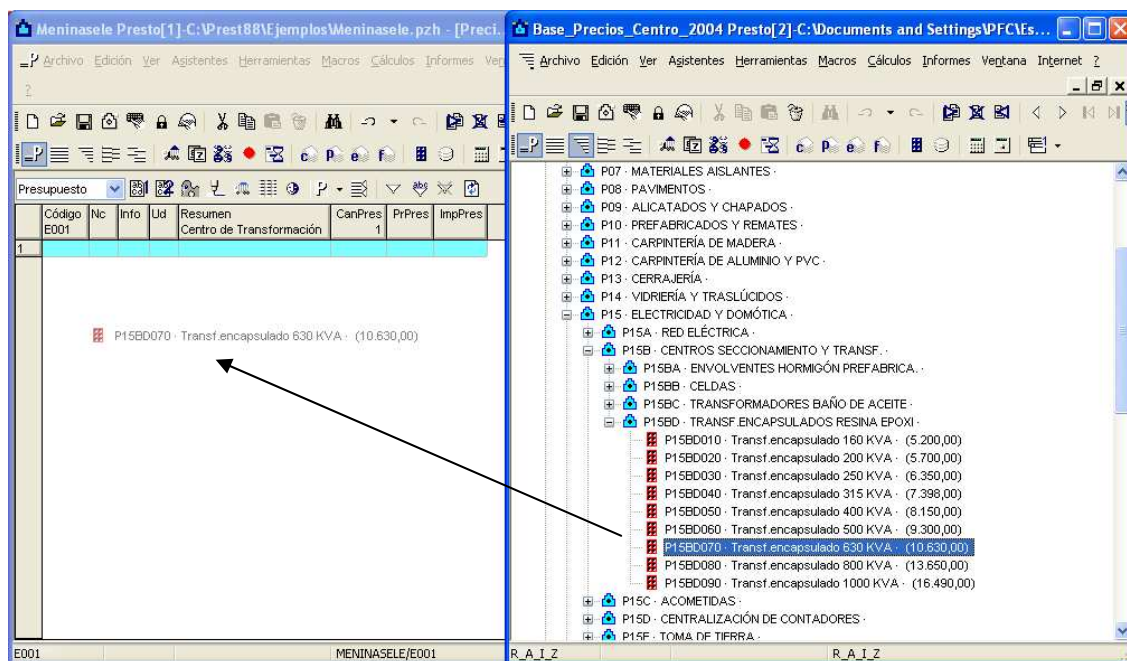 Meninasele Presto[1]-C:\Prest88\Ejemplos\Meninasele.pzh - [Preci...
Archivo Edición Ver Asistentes Herramientas Macros Cálculos Informes Ven
?
Presupuesto
Código Nc Info Ud Resumen CanPres PrPres ImpPres
E001 Centro de Transformación 1
1
P15BD070 · Transf.encapsulado 630 KVA · (10.630,00)
E001 MENINASELE/E001
Base_Precios_Centro_2004 Presto[2]-C:\Documents and Settings\PFC\Es...
Archivo Edición Ver Asistentes Herramientas Macros Cálculos Informes Ventana Internet ?
P07 · MATERIALES AISLANTES ·
P08 · PAVIMENTOS ·
P09 · ALICATADOS Y CHAPADOS ·
P10 · PREFABRICADOS Y REMATES ·
P11 · CARPINTERÍA DE MADERA ·
P12 · CARPINTERÍA DE ALUMINIO Y PVC ·
P13 · CERRAJERÍA ·
P14 · VIDRIERÍA Y TRASLÚCIDOS ·
P15 · ELECTRICIDAD Y DOMÓTICA ·
P15A · RED ELÉCTRICA ·
P15B · CENTROS SECCIONAMIENTO Y TRANSF. ·
P15BA · ENVOLVENTES HORMIGÓN PREFABRICA. ·
P15BB · CELDAS ·
P15BC · TRANSFORMADORES BAÑO DE ACEITE ·
P15BD · TRANSF.ENCAPSULADOS RESINA EPOXI ·
P15BD010 · Transf.encapsulado 160 KVA · (5.200,00)
P15BD020 · Transf.encapsulado 200 KVA · (5.700,00)
P15BD030 · Transf.encapsulado 250 KVA · (6.350,00)
P15BD040 · Transf.encapsulado 315 KVA · (7.398,00)
P15BD050 · Transf.encapsulado 400 KVA · (8.150,00)
P15BD060 · Transf.encapsulado 500 KVA · (9.300,00)
P15BD070 · Transf.encapsulado 630 KVA · (10.630,00)
P15BD080 · Transf.encapsulado 800 KVA · (13.650,00)
P15BD090 · Transf.encapsulado 1000 KVA · (16.490,00)
P15C · ACOMETIDAS ·
P15D · CENTRALIZACIÓN DE CONTADORES ·
P15E · TOMA DE TIERRA ·
R_A_I_Z R_A_I_Z